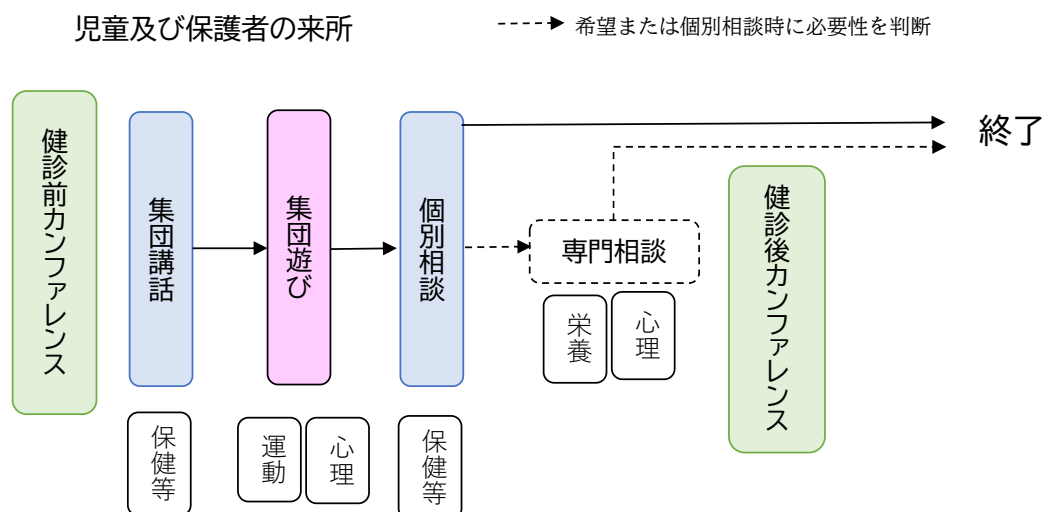 児童及び保護者の来所
希望または個別相談時に必要性を判断
健診前カンファレンス
集団講話
集団遊び
個別相談
専門相談
健診後カンファレンス
終了
保健等
運動
心理
保健等
栄養
心理